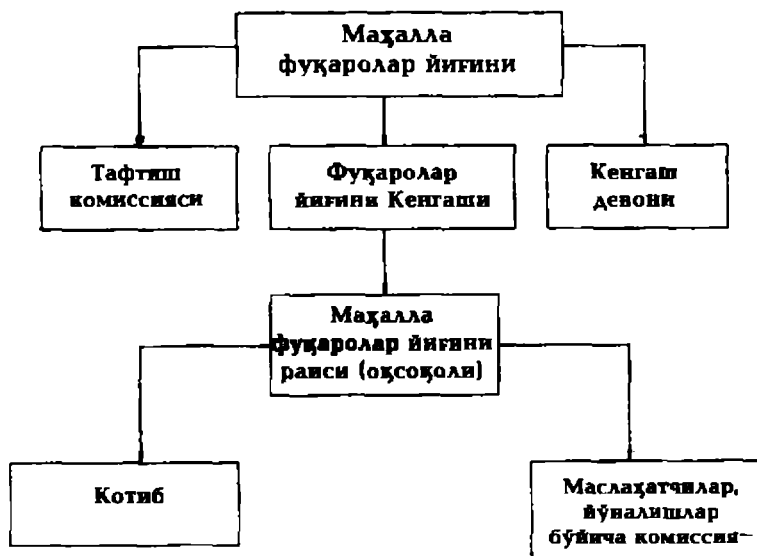 Маҳалла
фуқаролар йиғини
Тафтиш
комиссияси
Фуқаролар
йиғини Кенгаши
Кенгаш
девони
Маҳалла
фуқаролар йиғини
раиси (оқсоқоли)
Котиб
Маслаҳатчилар,
йўналишлар
бўйича комиссия–